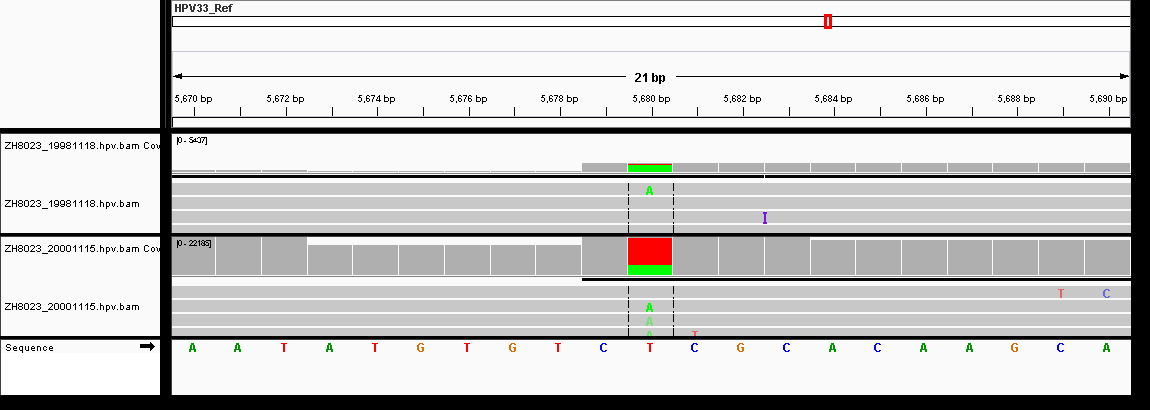 HPV33_Ref
21 bp
5,670 bp 5,672 bp 5,674 bp 5,676 bp 5,678 bp 5,680 bp 5,682 bp 5,684 bp 5,686 bp 5,688 bp 5,690 bp
ZH8023_19981118.hpv.bam Cov
[0 - 5437]
A
ZH8023_19981118.hpv.bam
I
ZH8023_20001115.hpv.bam Cov
[0 - 22185]
T C
ZH8023_20001115.hpv.bam
A
A
A T
Sequence A A T A T G T G T C T C G C A C A A G C A